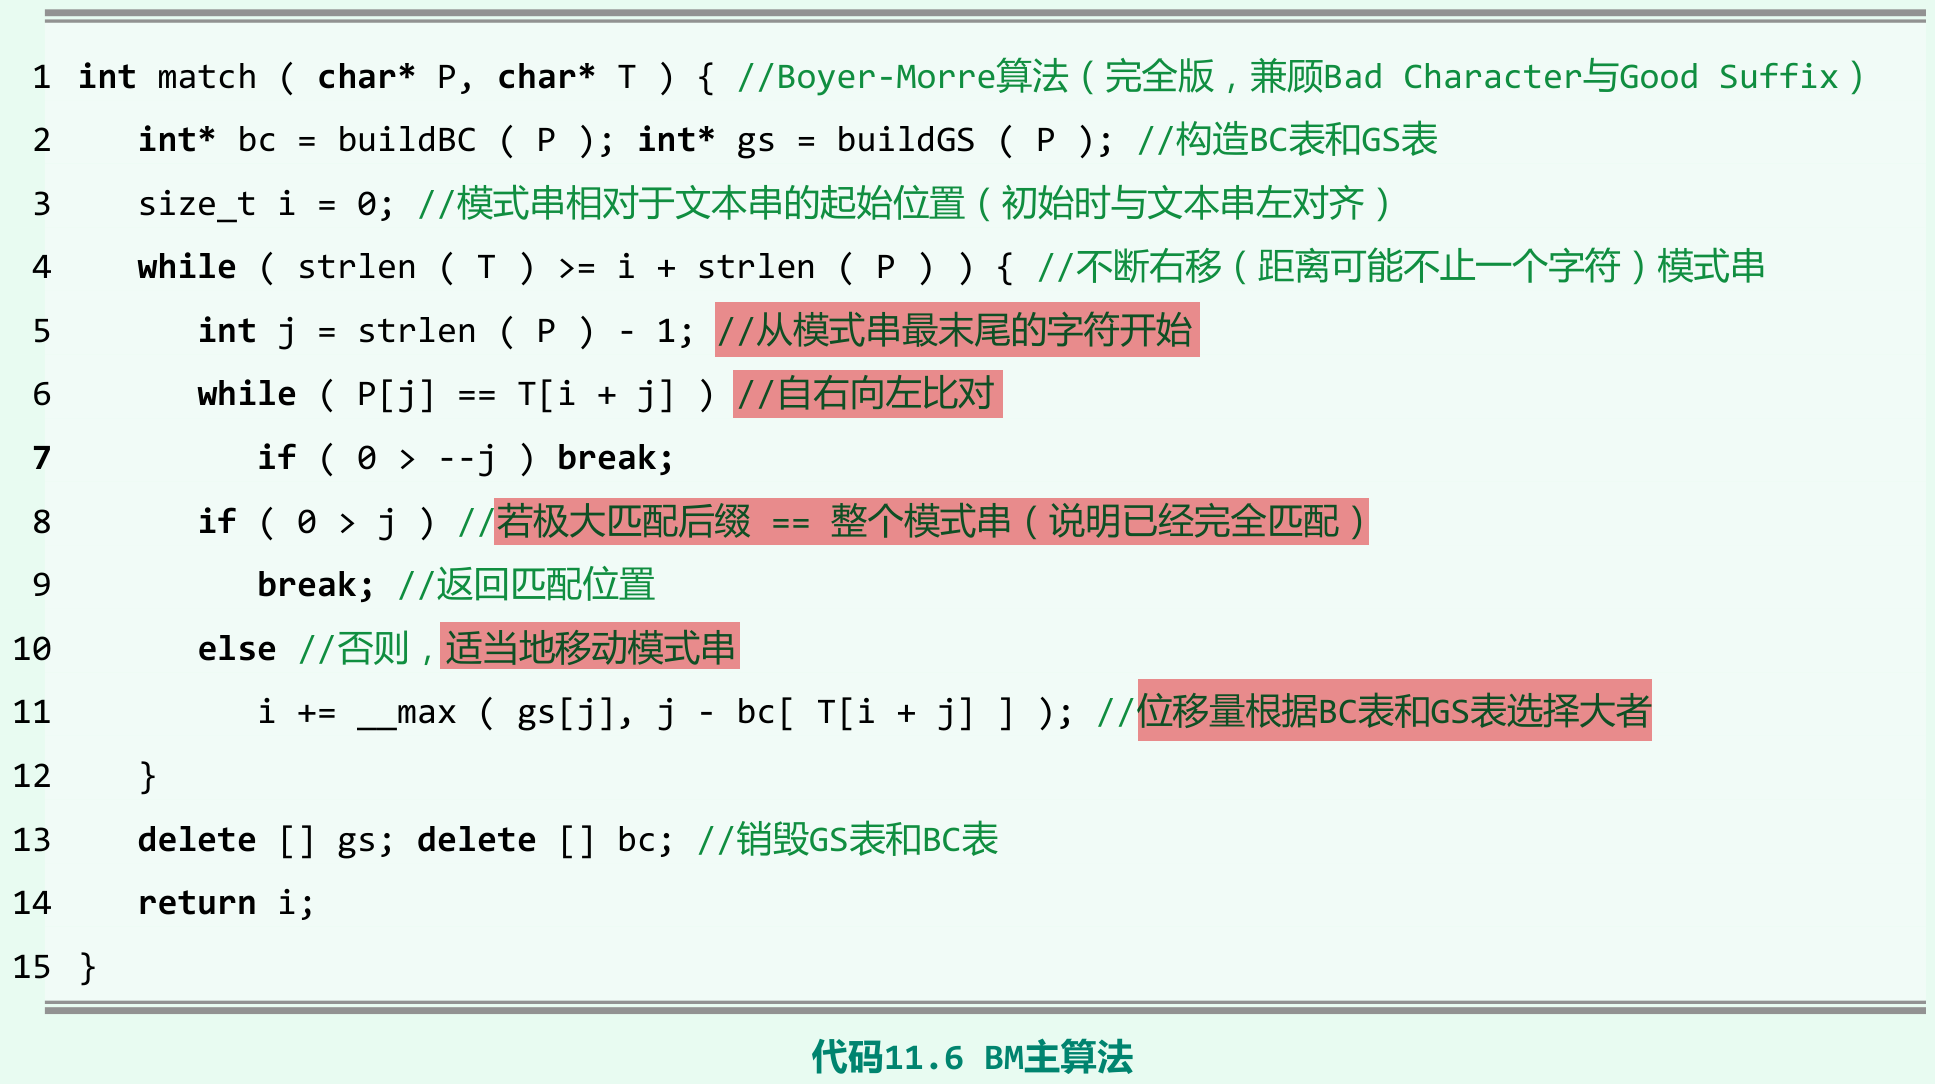 1 int match ( char* P, char* T ) { //Boyer-Morre算法（完全版，兼顾Bad Character与Good Suffix）
2 int* bc = buildBC ( P ); int* gs = buildGS ( P ); //构造BC表和GS表
3 size_t i = 0; //模式串相对于文本串的起始位置（初始时与文本串左对齐）
4 while ( strlen ( T ) >= i + strlen ( P ) ) { //不断右移（距离可能不止一个字符）模式串
5 int j = strlen ( P ) - 1; //从模式串最末尾的字符开始
6 while ( P[j] == T[i + j] ) //自右向左比对
7 if ( 0 > --j ) break;
8 if ( 0 > j ) //若极大匹配后缀 == 整个模式串（说明已经完全匹配）
9 break; //返回匹配位置
10 else //否则，适当地移动模式串
11 i += __max ( gs[j], j - bc[ T[i + j] ] ); //位移量根据BC表和GS表选择大者
12 }
13 delete [] gs; delete [] bc; //销毁GS表和BC表
14 return i;
15 }
代码11.6 BM主算法